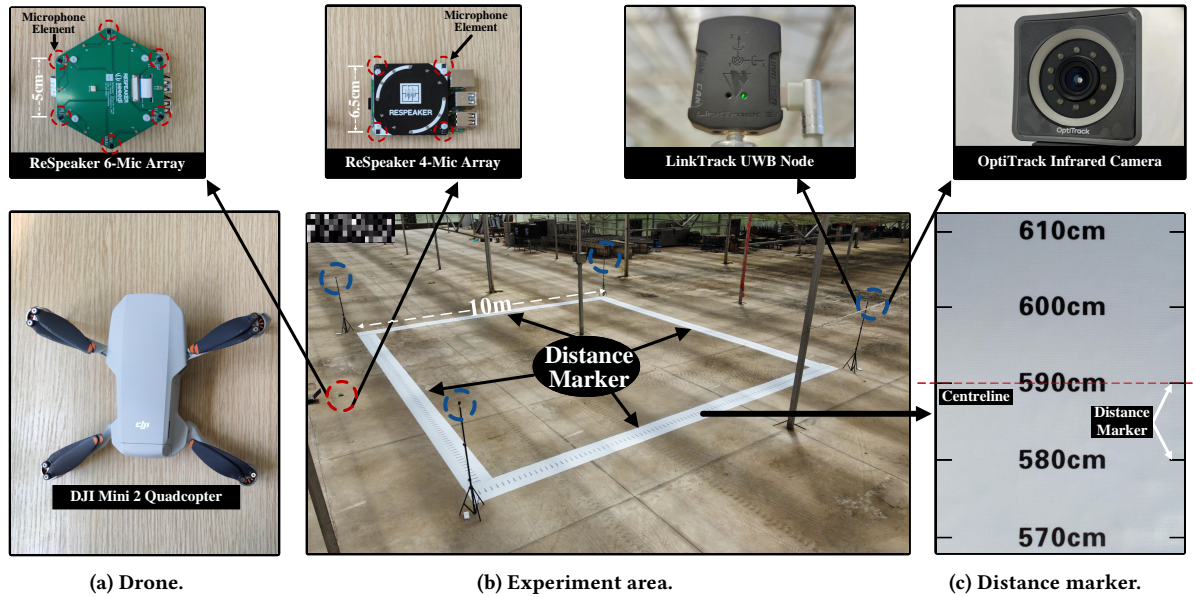 Microphone
Element
5cm
RESPEAKER
ReSpeaker 6-Mic Array
Microphone
Element
6.5cm
RESPEAKER
ReSpeaker 4-Mic Array
LinkTrack UWB Node
OptiTrack
OptiTrack Infrared Camera
dji
DJI Mini 2 Quadcopter
10m
Distance
Marker
610cm
600cm
590cm
Centreline
Distance
Marker
580cm
570cm
(a) Drone.
(b) Experiment area.
(c) Distance marker.